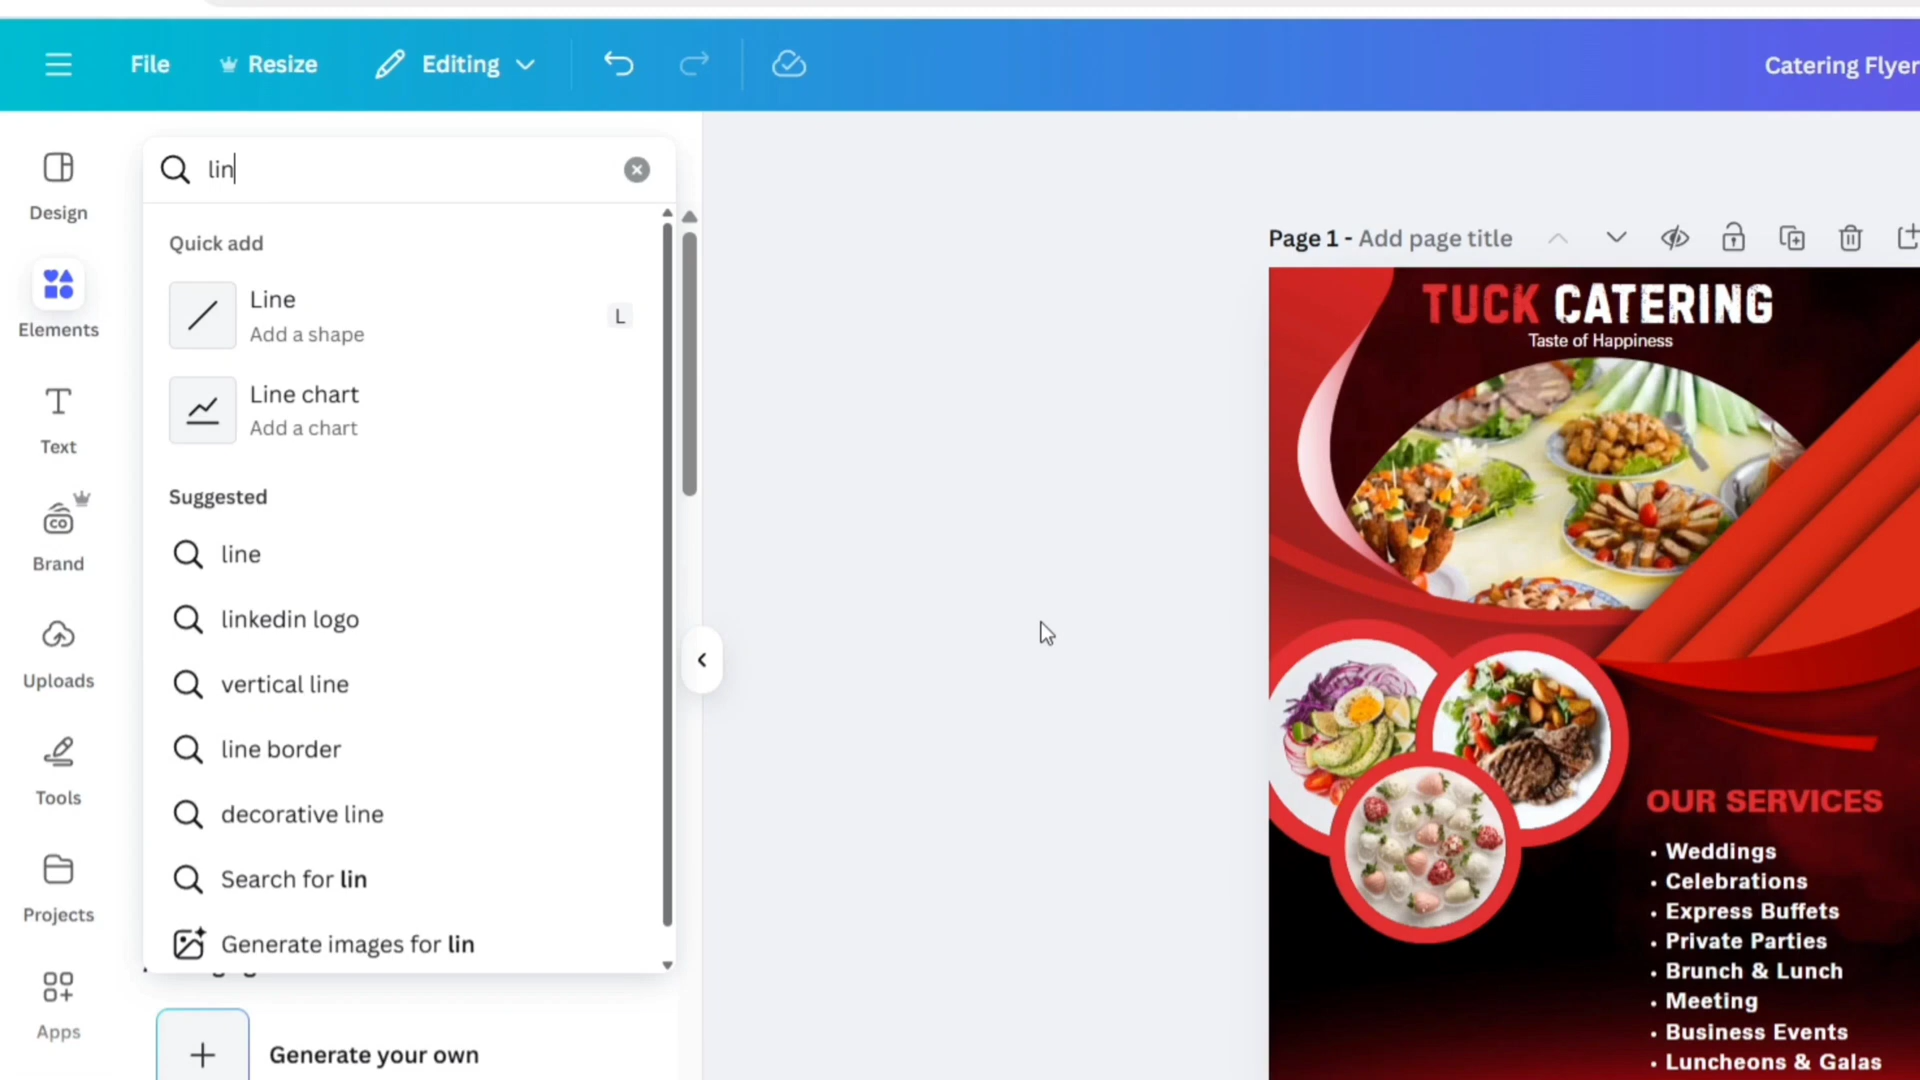 File
Resize
Editing
Catering Flyer
lin
Design
Elements
Text
CO
Brand
Uploads
Tools
Projects
Apps
Quick add
Line
Add a shape
L
Line chart
Add a chart
Suggested
line
linkedin logo
vertical line
line border
decorative line
Search for lin
Generate images for lin
Generate your own
Page 1 - Add page title
TUCK CATERING
Taste of Happiness
OUR SERVICES
• Weddings
• Celebrations
• Express Buffets
• Private Parties
• Brunch & Lunch
• Meeting
• Business Events
• Luncheons & Galas